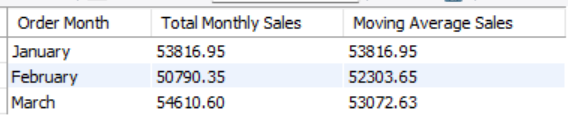 Order Month Total Monthly Sales Moving Average Sales
January 53816.95 53816.95
February 50790.35 52303.65
March 54610.60 53072.63